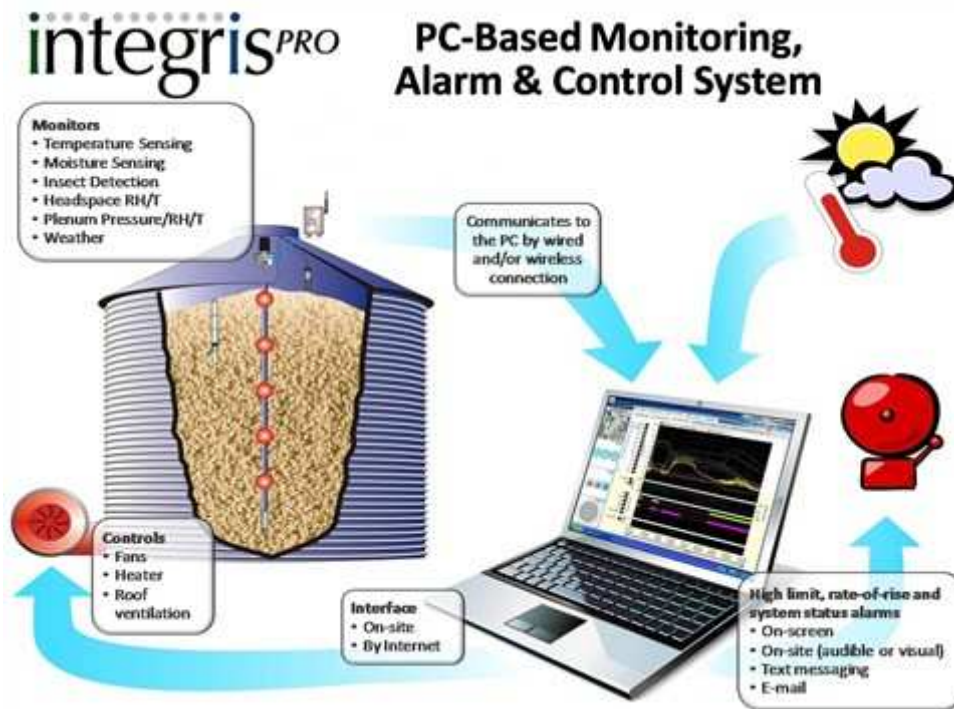 integris PRO
PC-Based Monitoring,
Alarm & Control System
Monitors
• Temperature Sensing
• Moisture Sensing
• Insect Detection
• Headspace RH/T
• Plenum Pressure/RH/T
• Weather
Communicates to
the PC by wired
and/or wireless
connection
Controls
• Fans
• Heater
• Roof
ventilation
Interface
• On-site
• By Internet
High limit, rate-of-rise and
system status alarms
• On-screen
• On-site (audible or visual)
• Text messaging
• E-mail